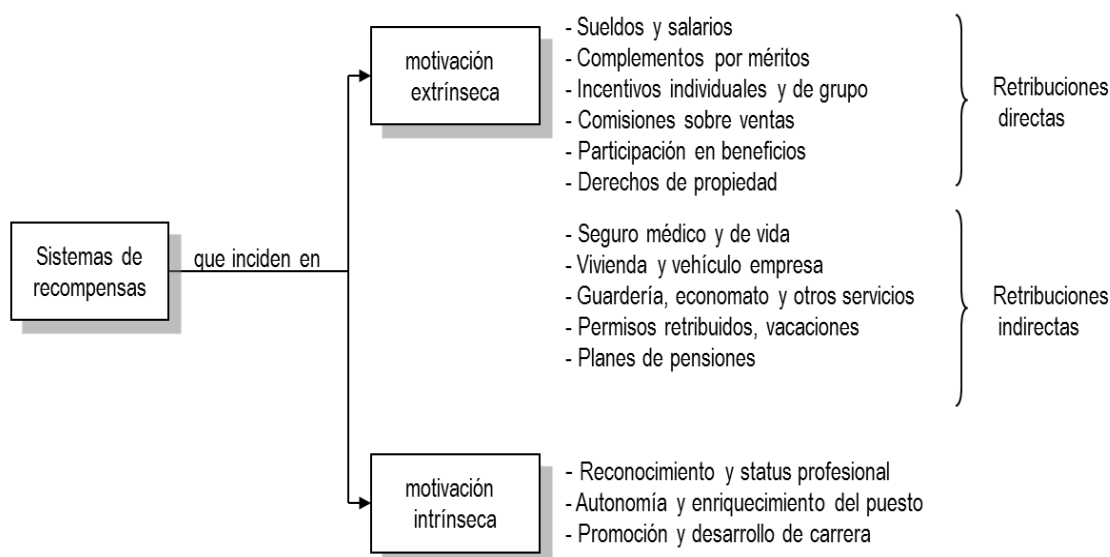 Sistemas de
recompensas
que inciden en
motivación
extrínseca
- Sueldos y salarios
- Complementos por méritos
- Incentivos individuales y de grupo
- Comisiones sobre ventas
- Participación en beneficios
- Derechos de propiedad
Retribuciones
directas
- Seguro médico y de vida
- Vivienda y vehículo empresa
- Guardería, economato y otros servicios
- Permisos retribuidos, vacaciones
- Planes de pensiones
Retribuciones
indirectas
motivación
intrínseca
- Reconocimiento y status profesional
- Autonomía y enriquecimiento del puesto
- Promoción y desarrollo de carrera